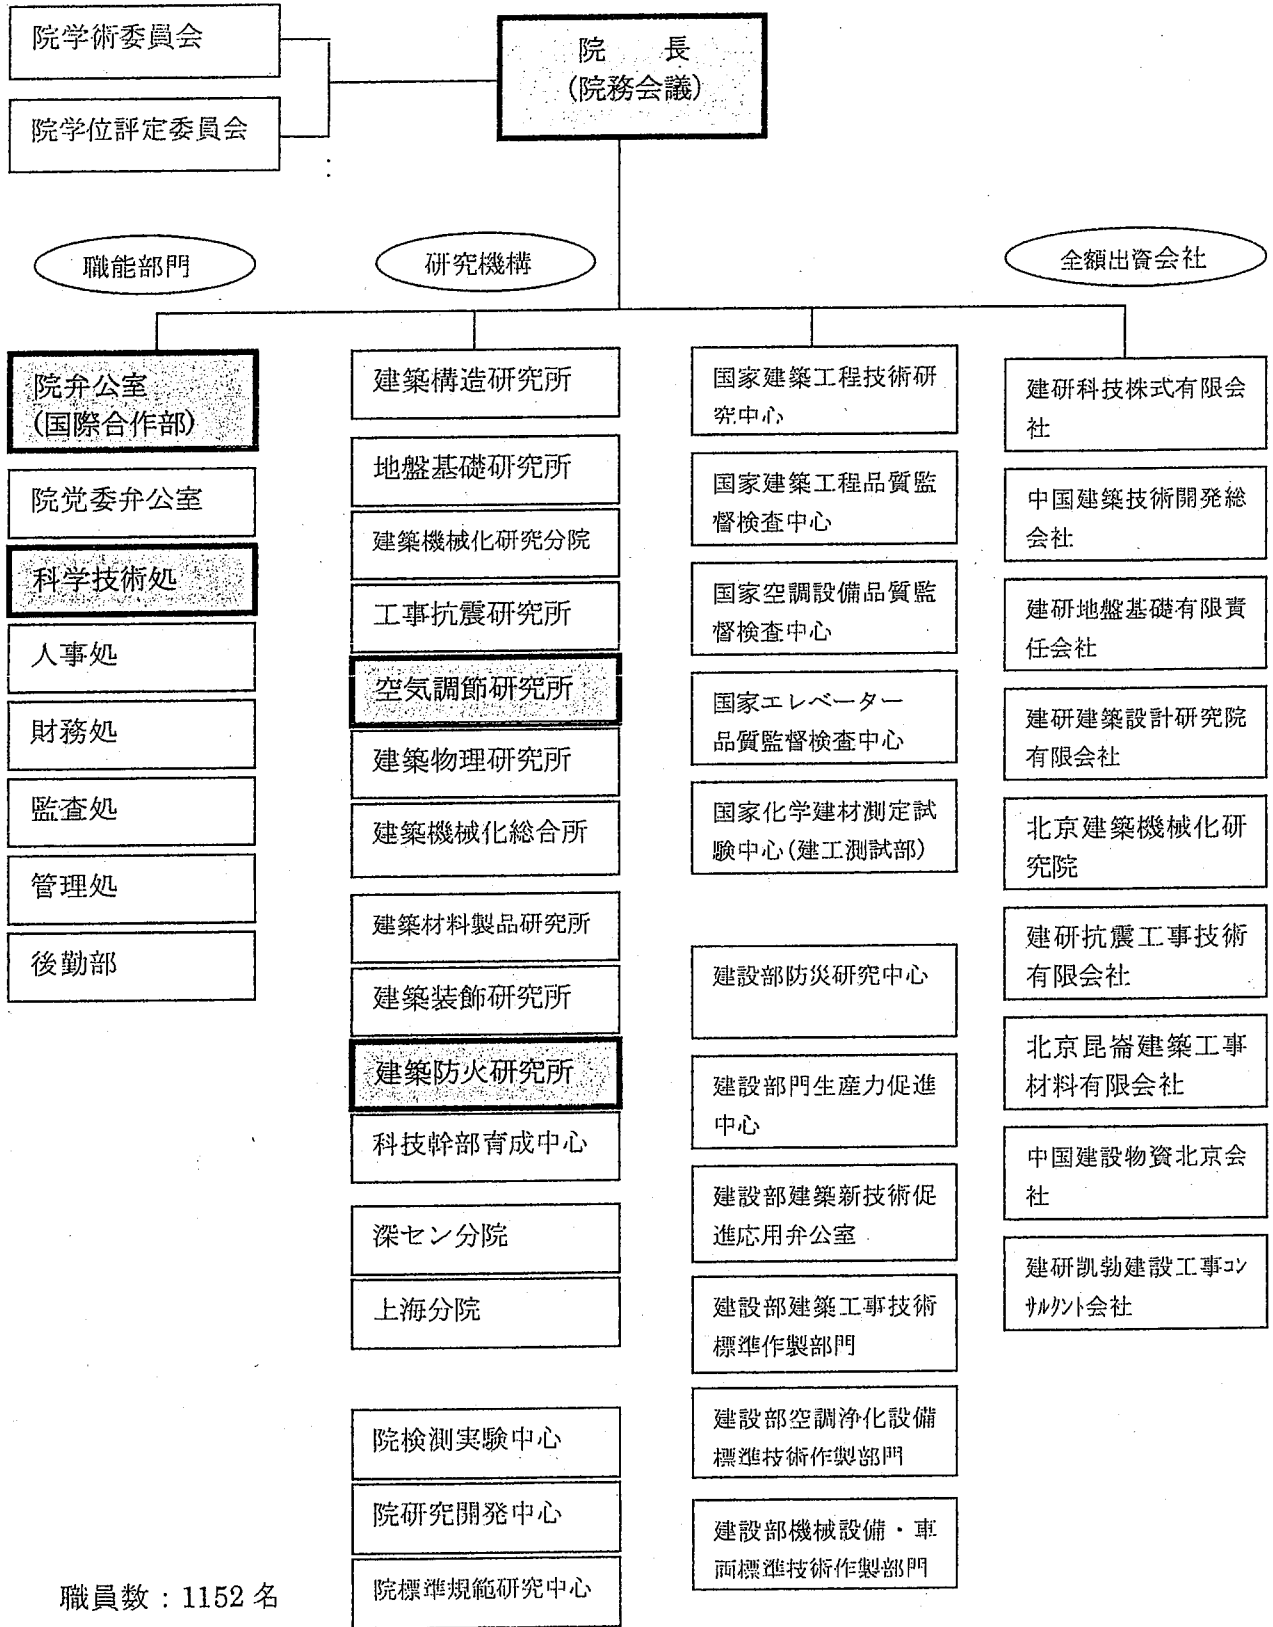 院学術委員会
院学位評定委員会
:
院　長
(院務会議)
職能部門
研究機構
全額出資会社
院弁公室
(国際合作部)
院党委弁公室
科学技術処
人事処
財務処
監査処
管理処
後勤部
建築構造研究所
地盤基礎研究所
建築機械化研究分院
工事抗震研究所
空気調節研究所
建築物理研究所
建築機械化総合所
建築材料製品研究所
建築装飾研究所
建築防火研究所
科技幹部育成中心
深セン分院
上海分院
院検測実験中心
院研究開発中心
院標準規範研究中心
国家建築工程技術研
究中心
国家建築工程品質監
督検査中心
国家空調設備品質監
督検査中心
国家エレベーター
品質監督検査中心
国家化学建材測定試
験中心(建工測試部)
建設部防災研究中心
建設部門生産力促進
中心
建設部建築新技術促
進応用弁公室
建設部建築工事技術
標準作製部門
建設部空調浄化設備
標準技術作製部門
建設部機械設備・車
両標準技術作製部門
建研科技株式有限会
社
中国建築技術開発総
会社
建研地盤基礎有限責
任会社
建研建築設計研究院
有限会社
北京建築機械化研
究院
建研抗震工事技術
有限会社
北京昆崙建築工事
材料有限会社
中国建設物資北京会
社
建研凱勃建設工事ｺﾝ
ｻﾙﾀﾝﾄ会社
職員数：1152 名